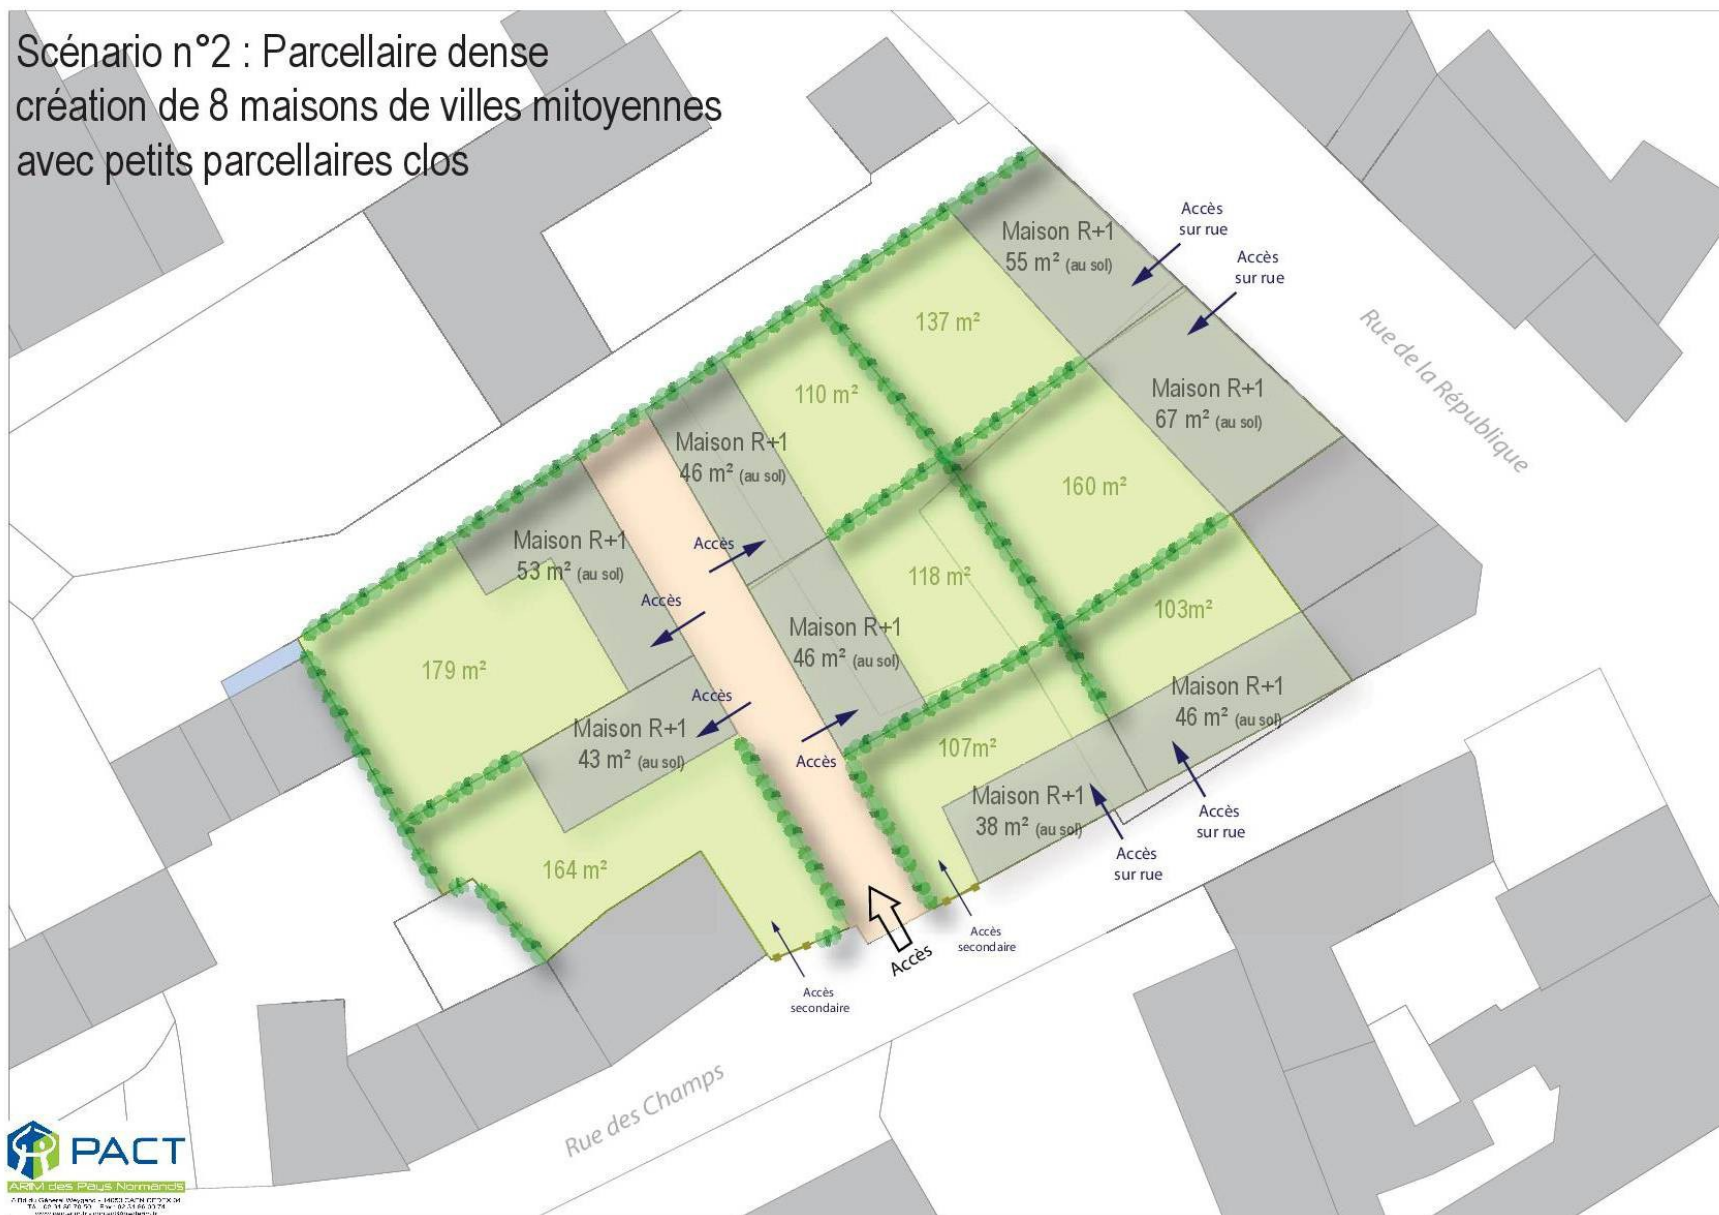 Scénario n°2 : Parcellaire dense
création de 8 maisons de villes mitoyennes
avec petits parcellaires clos
Maison R+1
55 m² (au sol)
Accès
sur rue
Accès
sur rue
Rue de la République
137 m²
110 m²
Maison R+1
67 m² (au sol)
Maison R+1
46 m² (au sol)
160 m²
Maison R+1
53 m² (au sol)
Accès
118 m²
Accès
103m²
Maison R+1
46 m² (au sol)
179 m²
Accès
Maison R+1
46 m² (au sol)
Maison R+1
43 m² (au sol)
107m²
Accès
Maison R+1
38 m² (au sol)
Accès
sur rue
Accès
sur rue
164 m²
Accès
secondaire
Accès
Accès
secondaire
Rue des Champs
PACT
ARIM des Pays Normands